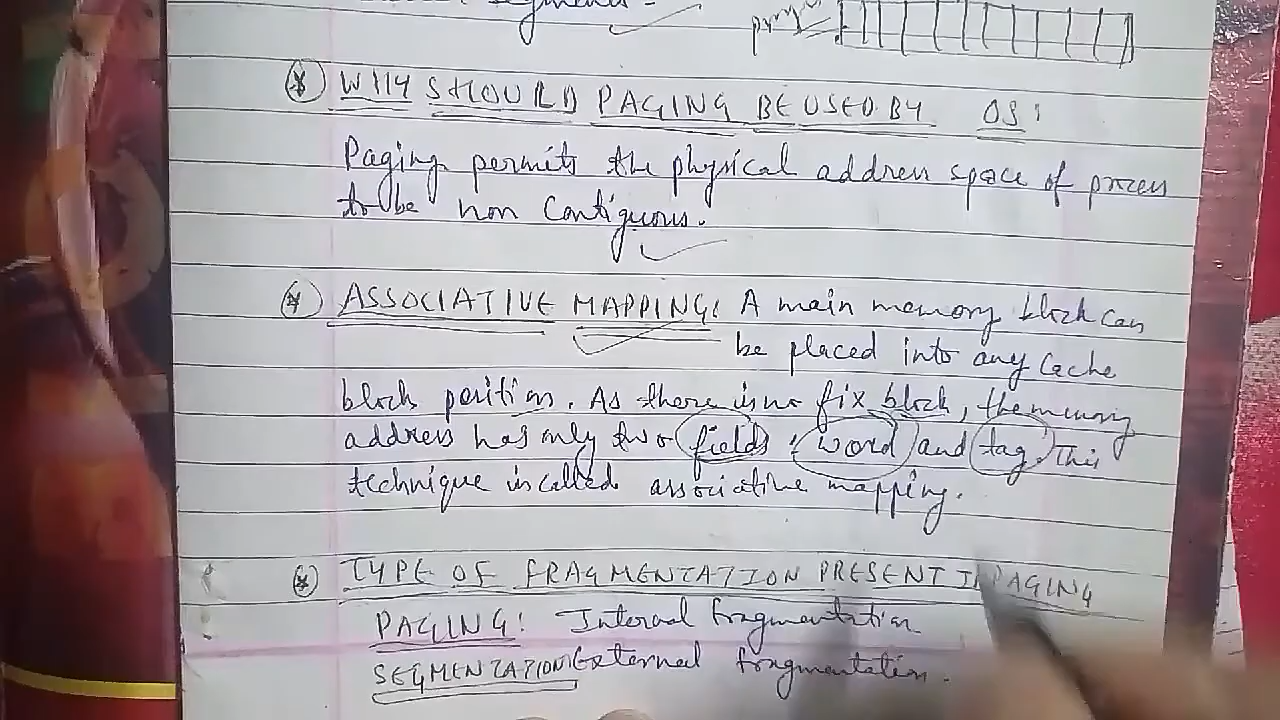 segments.
⊛ WHY SHOULD PAGING BE USED BY OS:
Paging permits the physical address space of process
to be non contiguous.
⊛ ASSOCIATIVE MAPPING: A main memory block can
be placed into any cache
block position. As there is no fix block, the memory
address has only two fields : word and tag This
technique is called associative mapping.
⊛ TYPE OF FRAGMENTATION PRESENT IN PAGING
PAGING: Internal fragmentation
SEGMENTATION: External fragmentation.